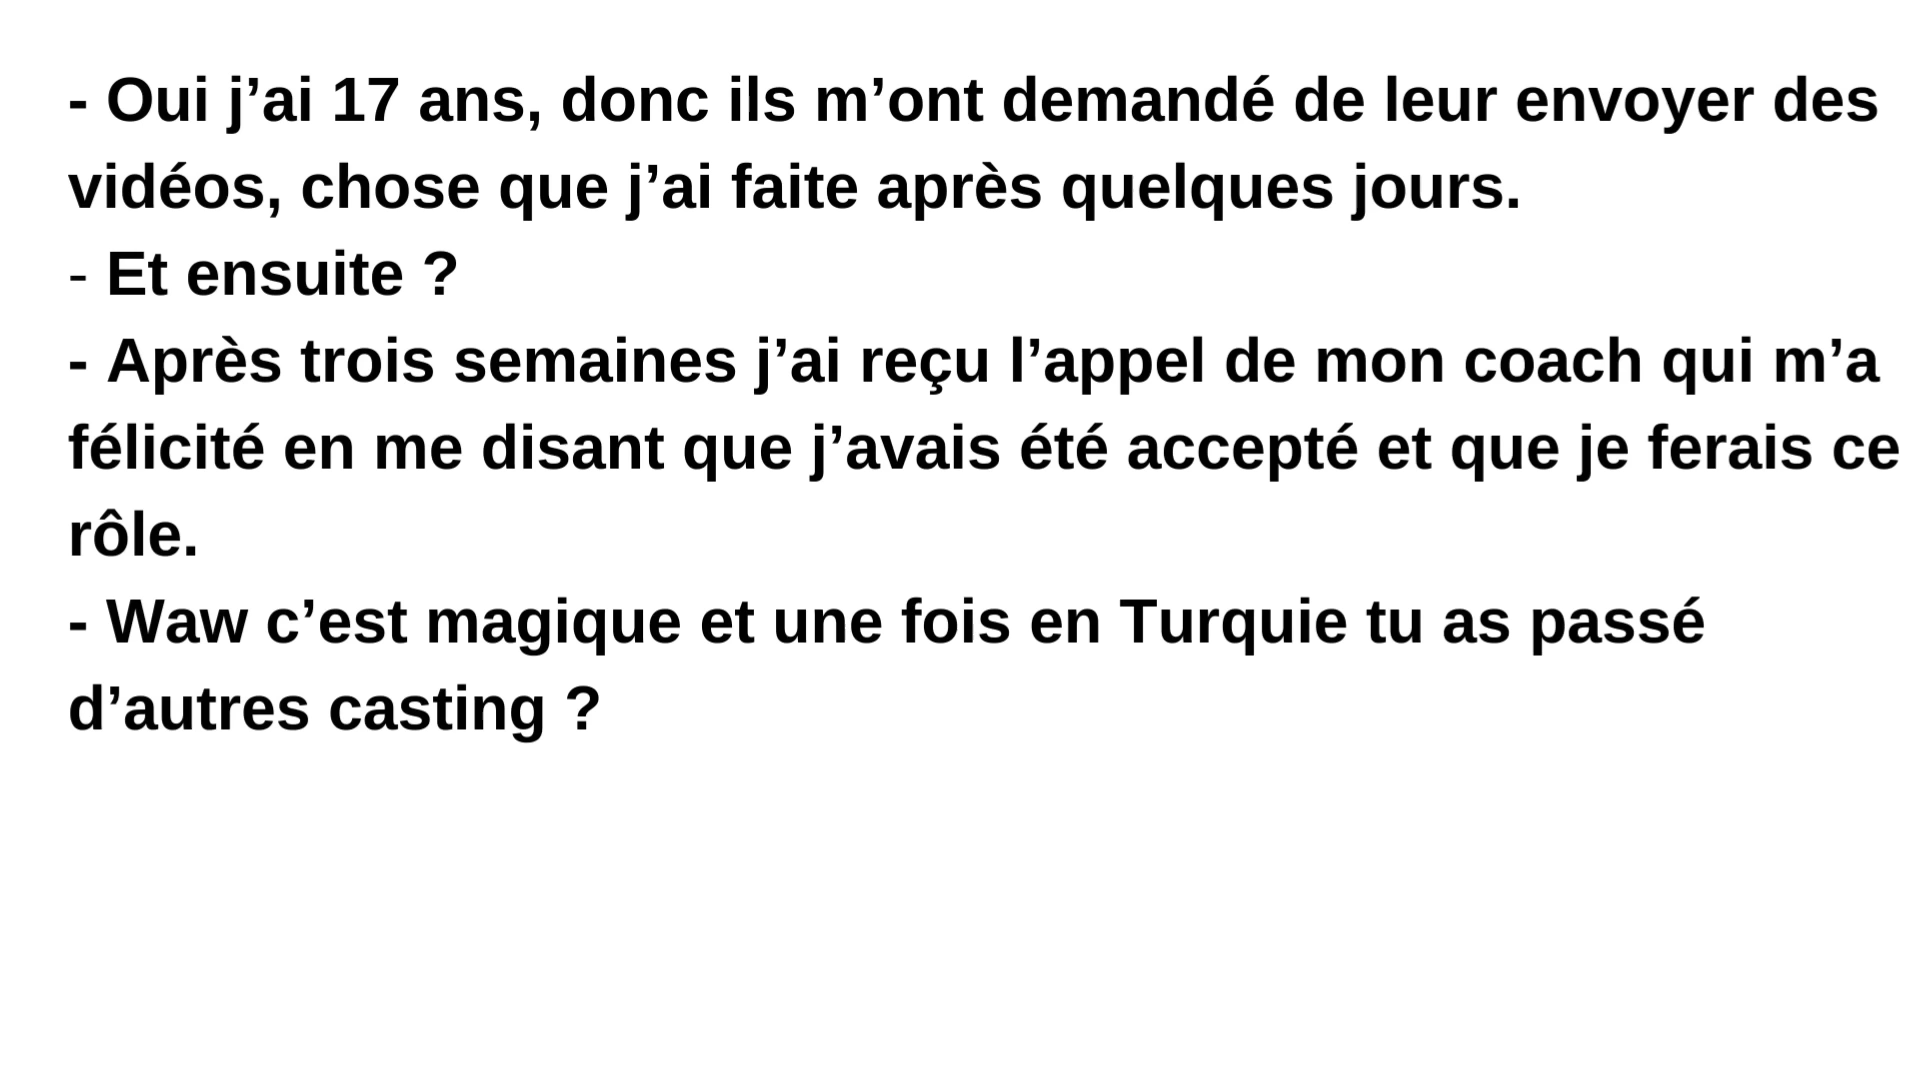 - Oui j’ai 17 ans, donc ils m’ont demandé de leur envoyer des
vidéos, chose que j’ai faite après quelques jours.
- Et ensuite ?
- Après trois semaines j’ai reçu l’appel de mon coach qui m’a
félicité en me disant que j’avais été accepté et que je ferais ce
rôle.
- Waw c’est magique et une fois en Turquie tu as passé
d’autres casting ?